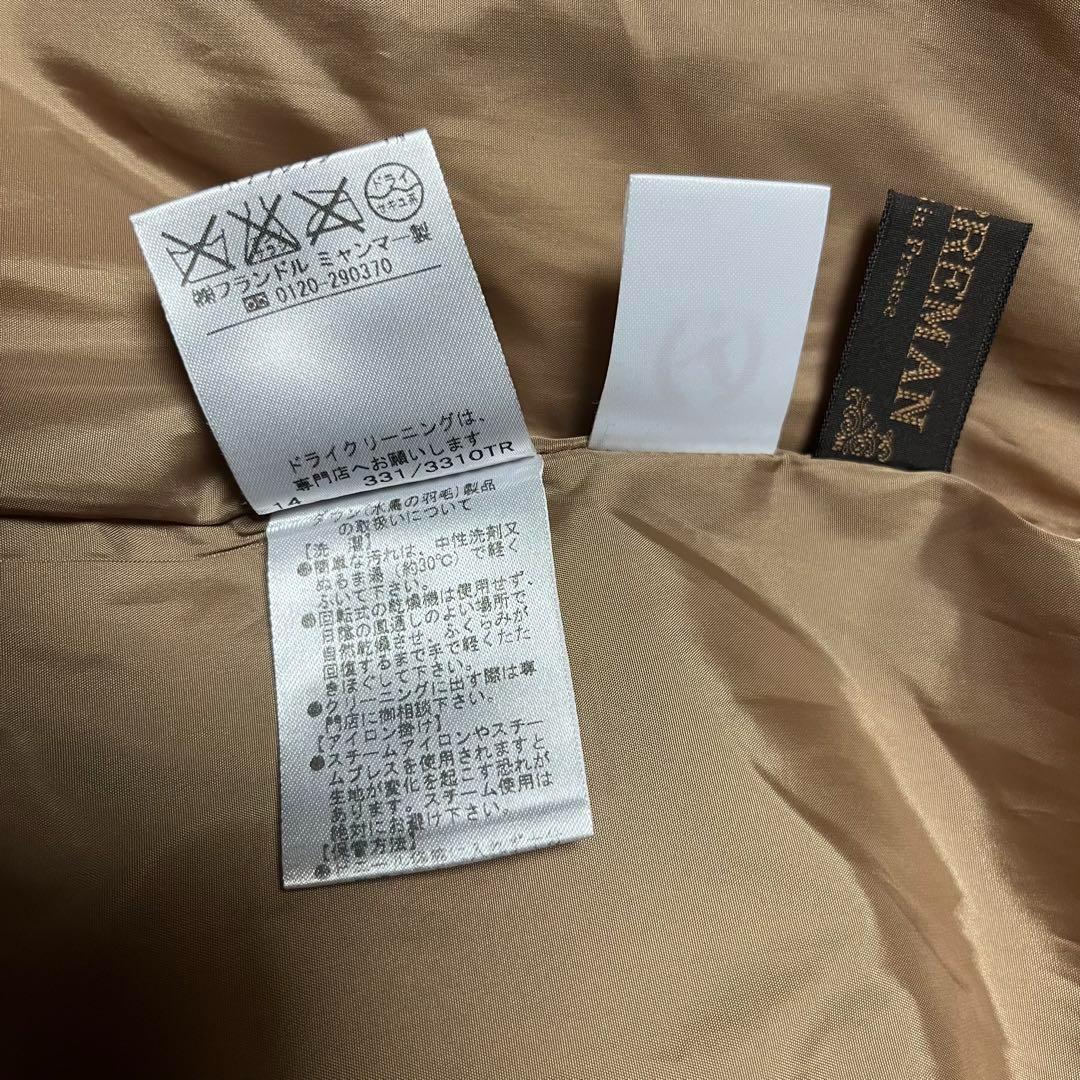 ドライ
セキユ系
㈱フランドル ミャンマー製
0120-290370
ドライクリーニングは、
専門店へお願いします
14 331/3310TR
ダウン(水鳥の羽毛)製品
の取扱いについて
【洗 濯】
●簡単な汚れは、中性洗剤又
ぬるま湯(約30℃)で軽く
ふいて下さい。
●回転式の乾燥機は使用せず、
日陰の風通しのよい場所で
自然乾燥させ、ふくらみが
回復するまで手で軽くたた
きほぐして下さい。
●クリーニングに出す際は専
門店に御相談下さい。
【アイロン掛け】
●スチームアイロンやスチー
ムプレスを使用されますと
生地が変化を起こす恐れが
あります。スチーム使用は
絶対にお避け下さい。
【保管方法】
RREMAN
in France